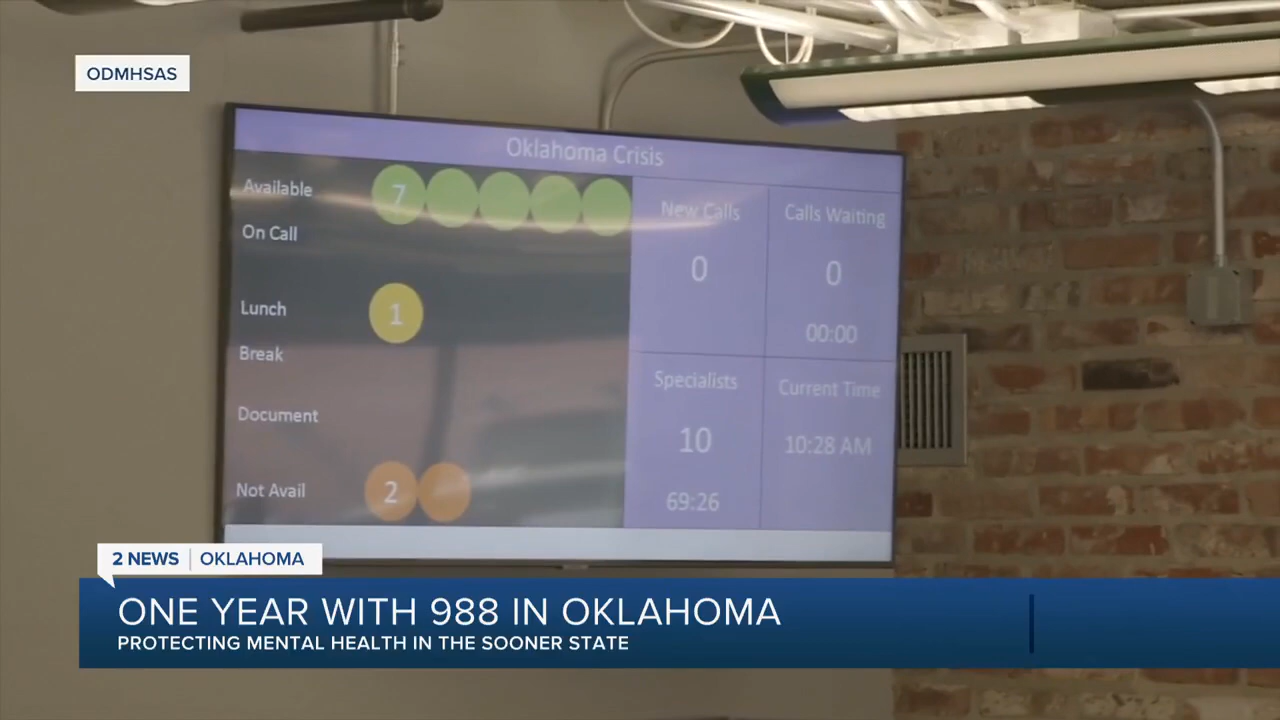 ODMHSAS
Oklahoma Crisis
Available 7
On Call
Lunch 1
Break
Document
Not Avail 2
New Calls
0
Calls Waiting
0
00:00
Specialists
10
69:26
Current Time
10:28 AM
2 NEWS OKLAHOMA
ONE YEAR WITH 988 IN OKLAHOMA
PROTECTING MENTAL HEALTH IN THE SOONER STATE